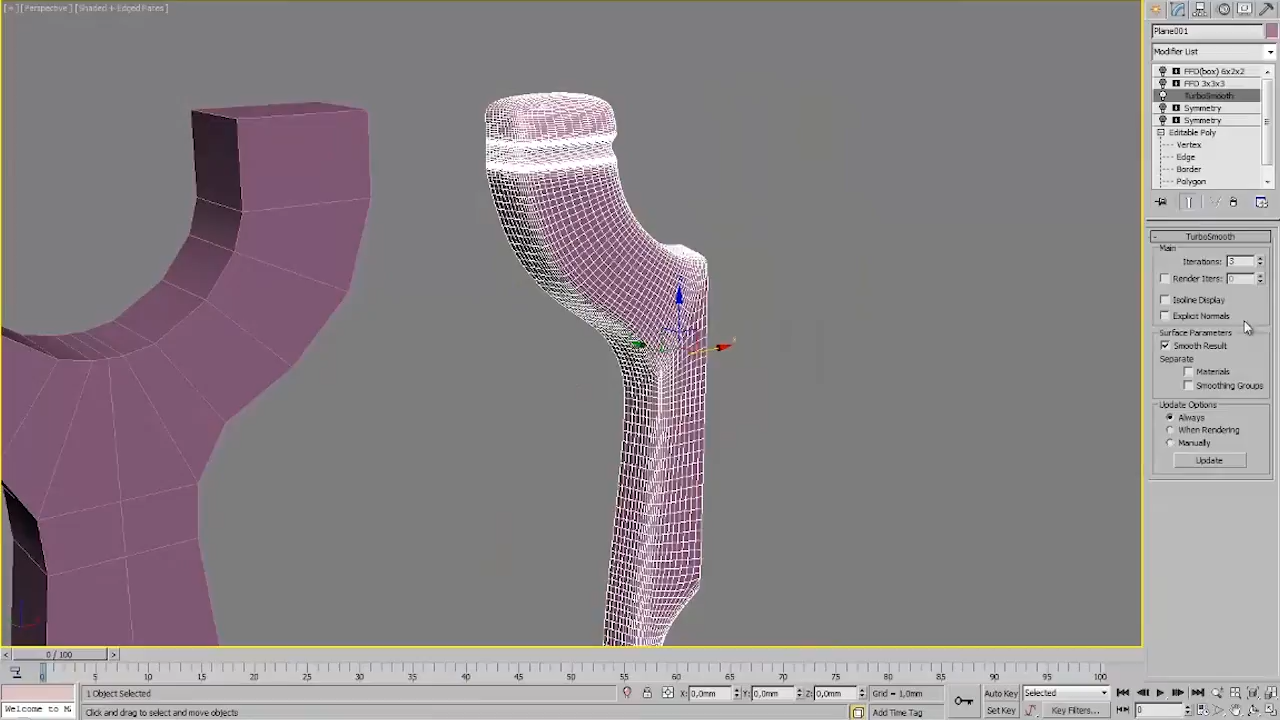 [+] [Perspective] [Shaded + Edged Faces]
Plane001
Modifier List
FFD(box) 6x2x2
FFD 3x3x3
TurboSmooth
Symmetry
Symmetry
Editable Poly
Vertex
Edge
Border
Polygon
- TurboSmooth
Main
Iterations: 3
Render Iters: 0
Isoline Display
Explicit Normals
Surface Parameters
Smooth Result
Separate
Materials
Smoothing Groups
Update Options
Always
When Rendering
Manually
Update
< 0 / 100 >
5 10 15 20 25 30 35 40 45 50 55 60 65 70 75 80 85 90 95 100
1 Object Selected X: 0,0mm Y: 0,0mm Z: 0,0mm Grid = 1,0mm Auto Key Selected
Welcome to M Click and drag to select and move objects Add Time Tag Set Key Key Filters... 0